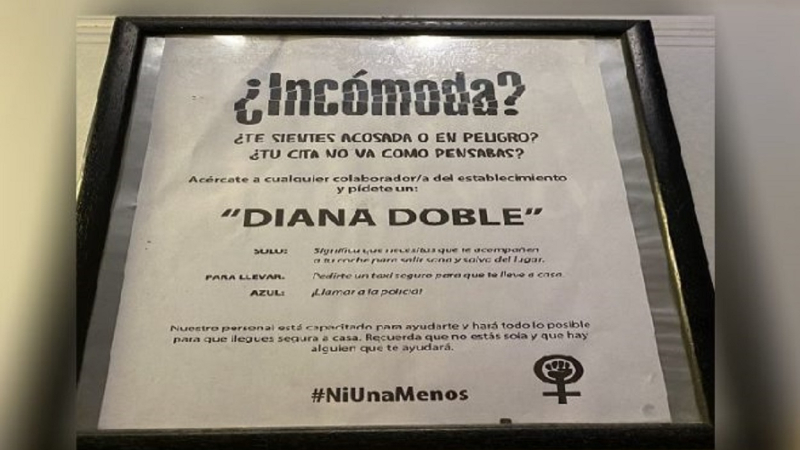 ¿Incómoda?
¿TE SIENTES ACOSADA O EN PELIGRO?
¿TU CITA NO VA COMO PENSABAS?
Acércate a cualquier colaborador/a del establecimiento
y pídete un:
“DIANA DOBLE”
SOLO: Significa que necesitas que te acompañen
a tu coche para salir sana y salva del lugar.
PARA LLEVAR: Pedirte un taxi seguro para que te lleve a casa.
AZUL: ¡Llamar a la policía!
Nuestro personal está capacitado para ayudarte y hará todo lo posible
para que llegues segura a casa. Recuerda que no estás sola y que hay
alguien que te ayudará.
#NiUnaMenos